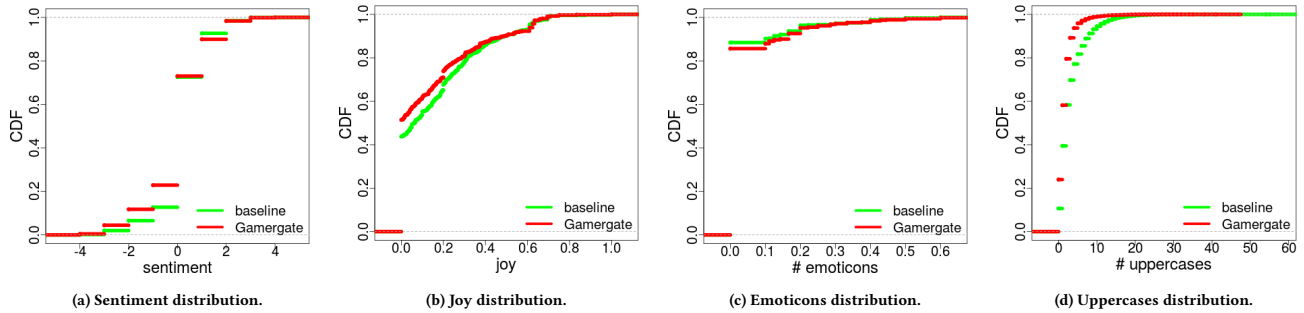 CDF
0.0 0.2 0.4 0.6 0.8 1.0
-4 -2 0 2 4
sentiment
baseline
Gamergate
(a) Sentiment distribution.
CDF
0.0 0.2 0.4 0.6 0.8 1.0
0.0 0.2 0.4 0.6 0.8 1.0
joy
baseline
Gamergate
(b) Joy distribution.
CDF
0.0 0.2 0.4 0.6 0.8 1.0
0.0 0.1 0.2 0.3 0.4 0.5 0.6
# emoticons
baseline
Gamergate
(c) Emoticons distribution.
CDF
0.0 0.2 0.4 0.6 0.8 1.0
0 10 20 30 40 50 60
# uppercases
baseline
Gamergate
(d) Uppercases distribution.